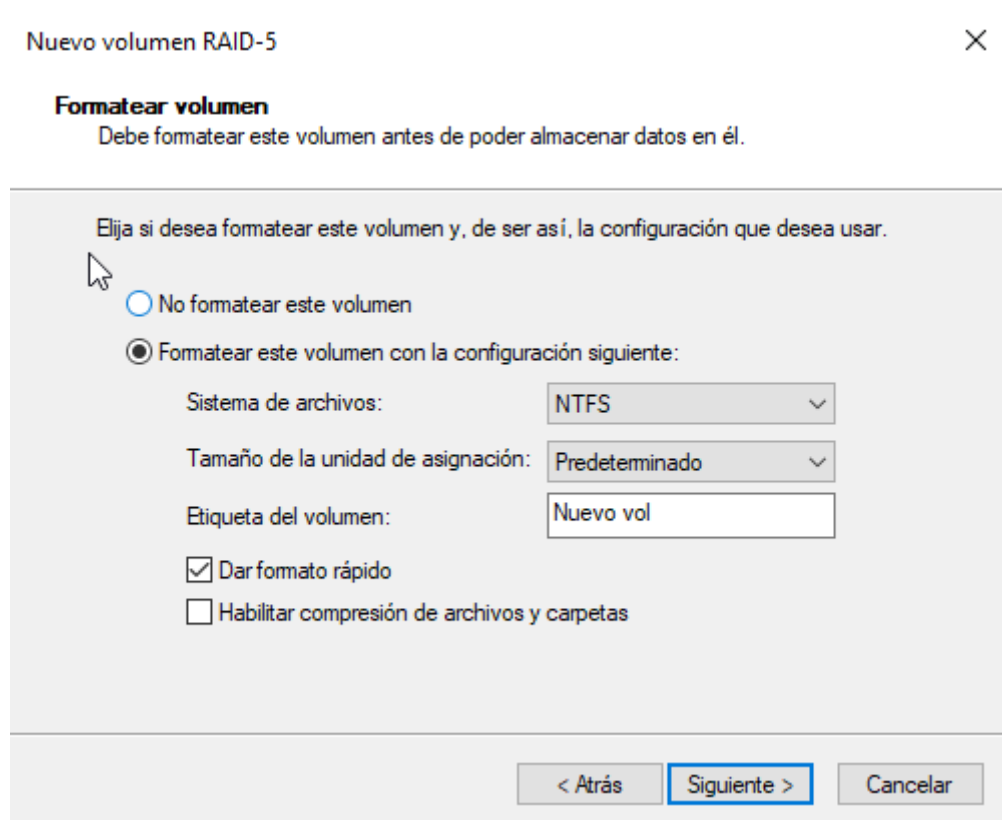 Nuevo volumen RAID-5
Formatear volumen
Debe formatear este volumen antes de poder almacenar datos en él.
Elija si desea formatear este volumen y, de ser así, la configuración que desea usar.
No formatear este volumen
Formatear este volumen con la configuración siguiente:
Sistema de archivos: NTFS
Tamaño de la unidad de asignación: Predeterminado
Etiqueta del volumen: Nuevo vol
Dar formato rápido
Habilitar compresión de archivos y carpetas
< Atrás Siguiente > Cancelar